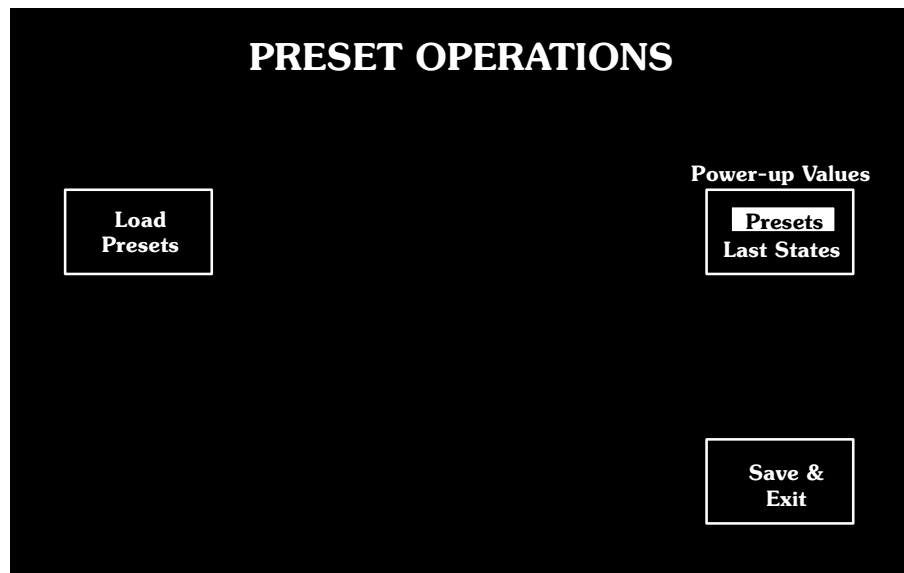 PRESET OPERATIONS
Power-up Values
Load
Presets
Presets
Last States
Save &
Exit